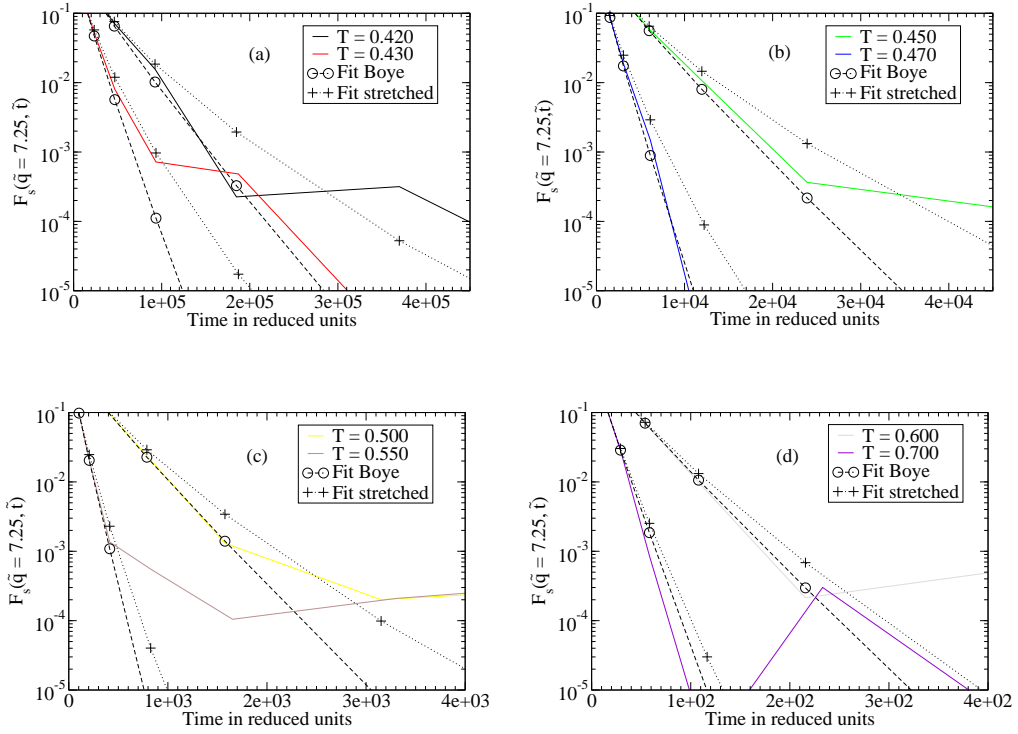 10^-1
10^-2
10^-3
10^-4
10^-5
F_s(q̃ = 7.25, t̃)
(a)
T = 0.420
T = 0.430
Fit Boye
Fit stretched
0 1e+05 2e+05 3e+05 4e+05
Time in reduced units
10^-1
10^-2
10^-3
10^-4
10^-5
F_s(q̃ = 7.25,t̃)
(b)
T = 0.450
T = 0.470
Fit Boye
Fit stretched
0 1e+04 2e+04 3e+04 4e+04
Time in reduced units
10^-1
10^-2
10^-3
10^-4
10^-5
F_s(q̃ = 7.25, t̃)
(c)
T = 0.500
T = 0.550
Fit Boye
Fit stretched
0 1e+03 2e+03 3e+03 4e+03
Time in reduced units
10^-1
10^-2
10^-3
10^-4
10^-5
F_s(q̃ = 7.25, t̃)
(d)
T = 0.600
T = 0.700
Fit Boye
Fit stretched
0 1e+02 2e+02 3e+02 4e+02
Time in reduced units